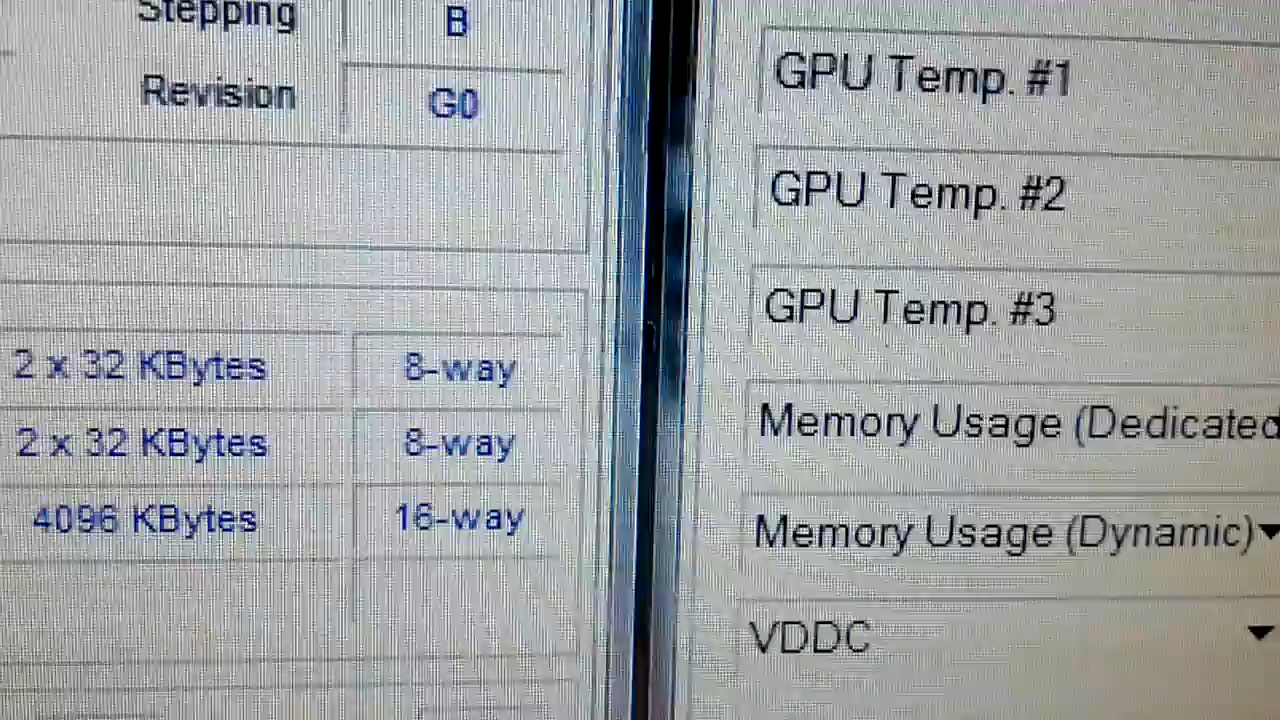 Stepping B
Revision G0
2 x 32 KBytes 8-way
2 x 32 KBytes 8-way
4096 KBytes 16-way
GPU Temp. #1
GPU Temp. #2
GPU Temp. #3
Memory Usage (Dedicated
Memory Usage (Dynamic)
VDDC